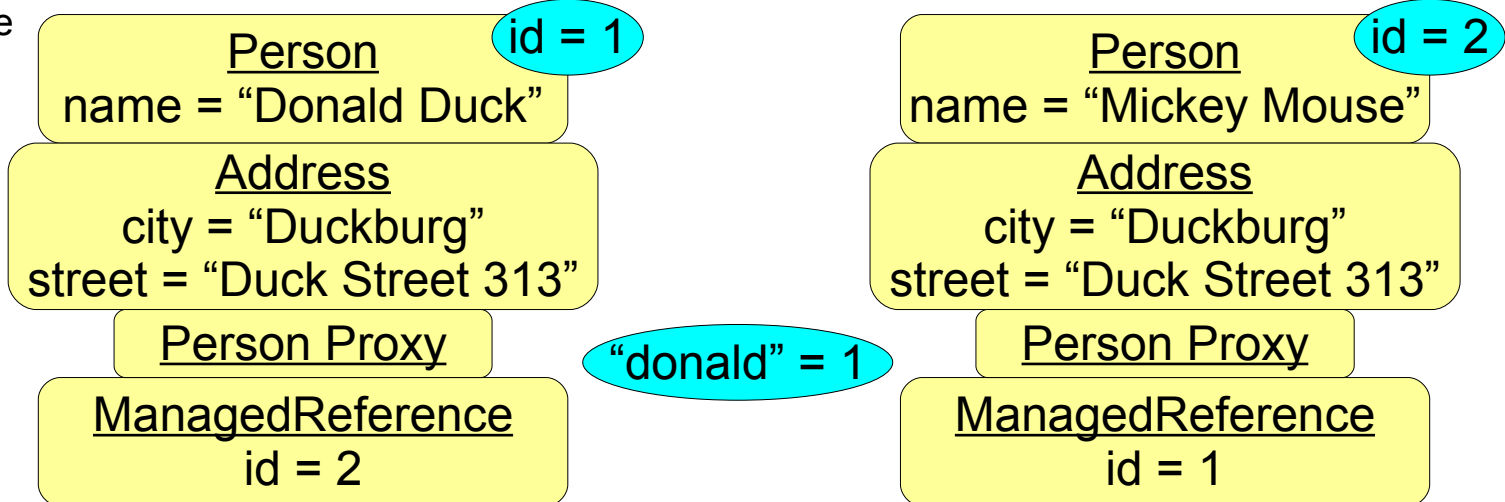 e
Person
id = 1
name = “Donald Duck”
Address
city = “Duckburg”
street = “Duck Street 313”
Person Proxy
ManagedReference
id = 2
“donald” = 1
Person
id = 2
name = “Mickey Mouse”
Address
city = “Duckburg”
street = “Duck Street 313”
Person Proxy
ManagedReference
id = 1